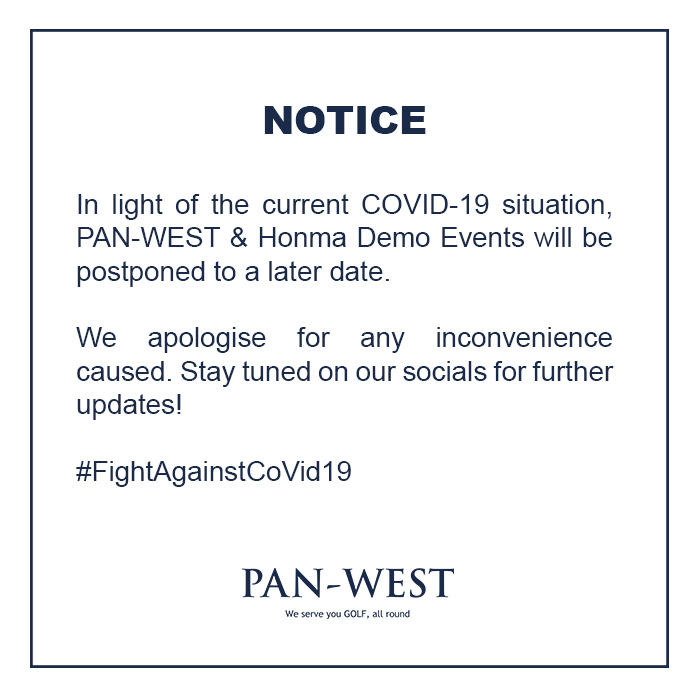 NOTICE
In light of the current COVID-19 situation,
PAN-WEST & Honma Demo Events will be
postponed to a later date.
We apologise for any inconvenience
caused. Stay tuned on our socials for further
updates!
#FightAgainstCoVid19
PAN-WEST
We serve you GOLF, all round